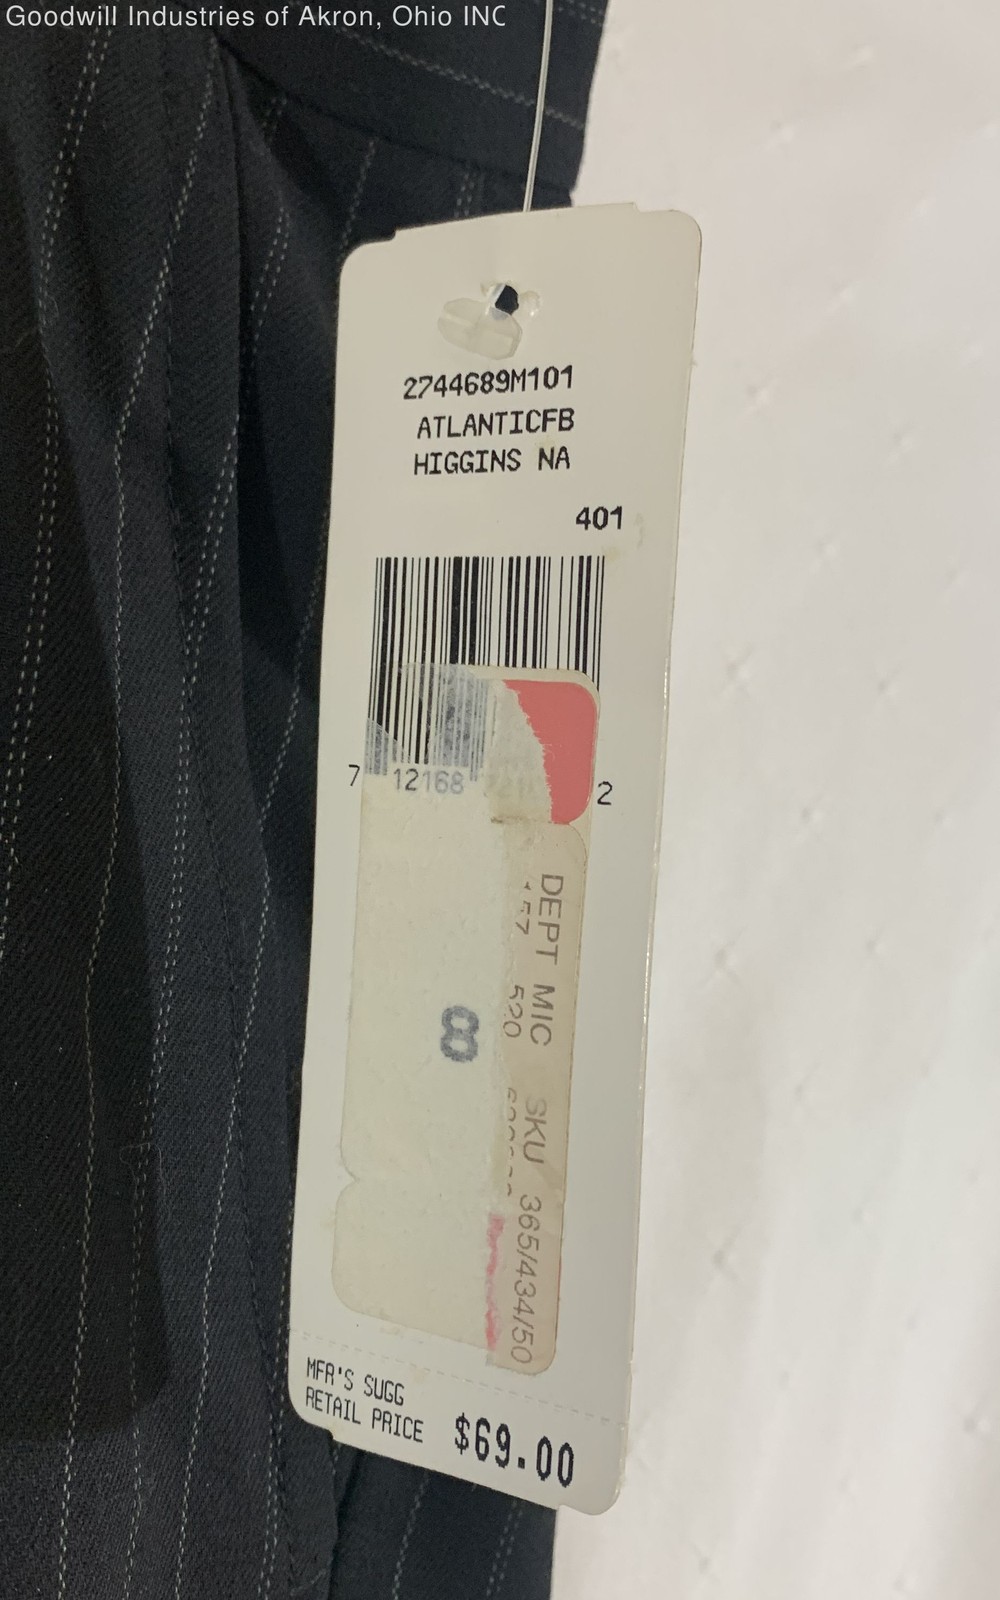 Goodwill Industries of Akron, Ohio INC
2744689M101
ATLANTICFB
HIGGINS NA
401
7 12168 2
DEPT MIC SKU 365/434/50
57 520
8
MFR'S SUGG
RETAIL PRICE $69.00